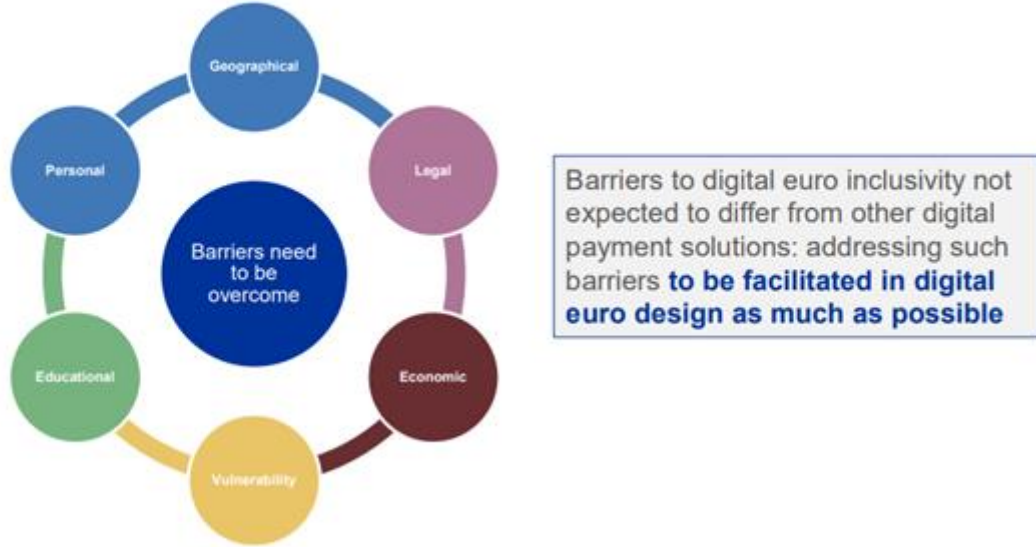 Geographical
Personal
Legal
Barriers need
to be
overcome
Educational
Economic
Vulnerability
Barriers to digital euro inclusivity not
expected to differ from other digital
payment solutions: addressing such
barriers to be facilitated in digital
euro design as much as possible